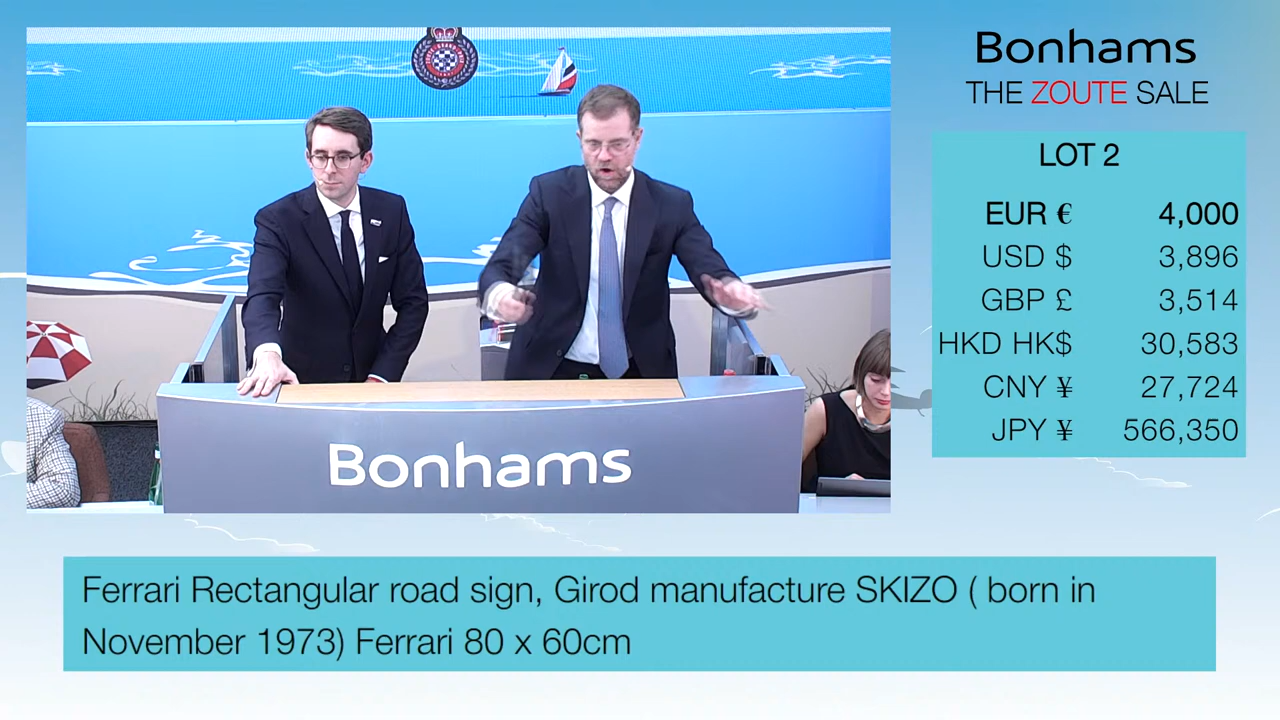 Bonhams
THE ZOUTE SALE
LOT 2
EUR € 4,000
USD $ 3,896
GBP £ 3,514
HKD HK$ 30,583
CNY ¥ 27,724
JPY ¥ 566,350
Bonhams
Ferrari Rectangular road sign, Girod manufacture SKIZO ( born in
November 1973) Ferrari 80 x 60cm